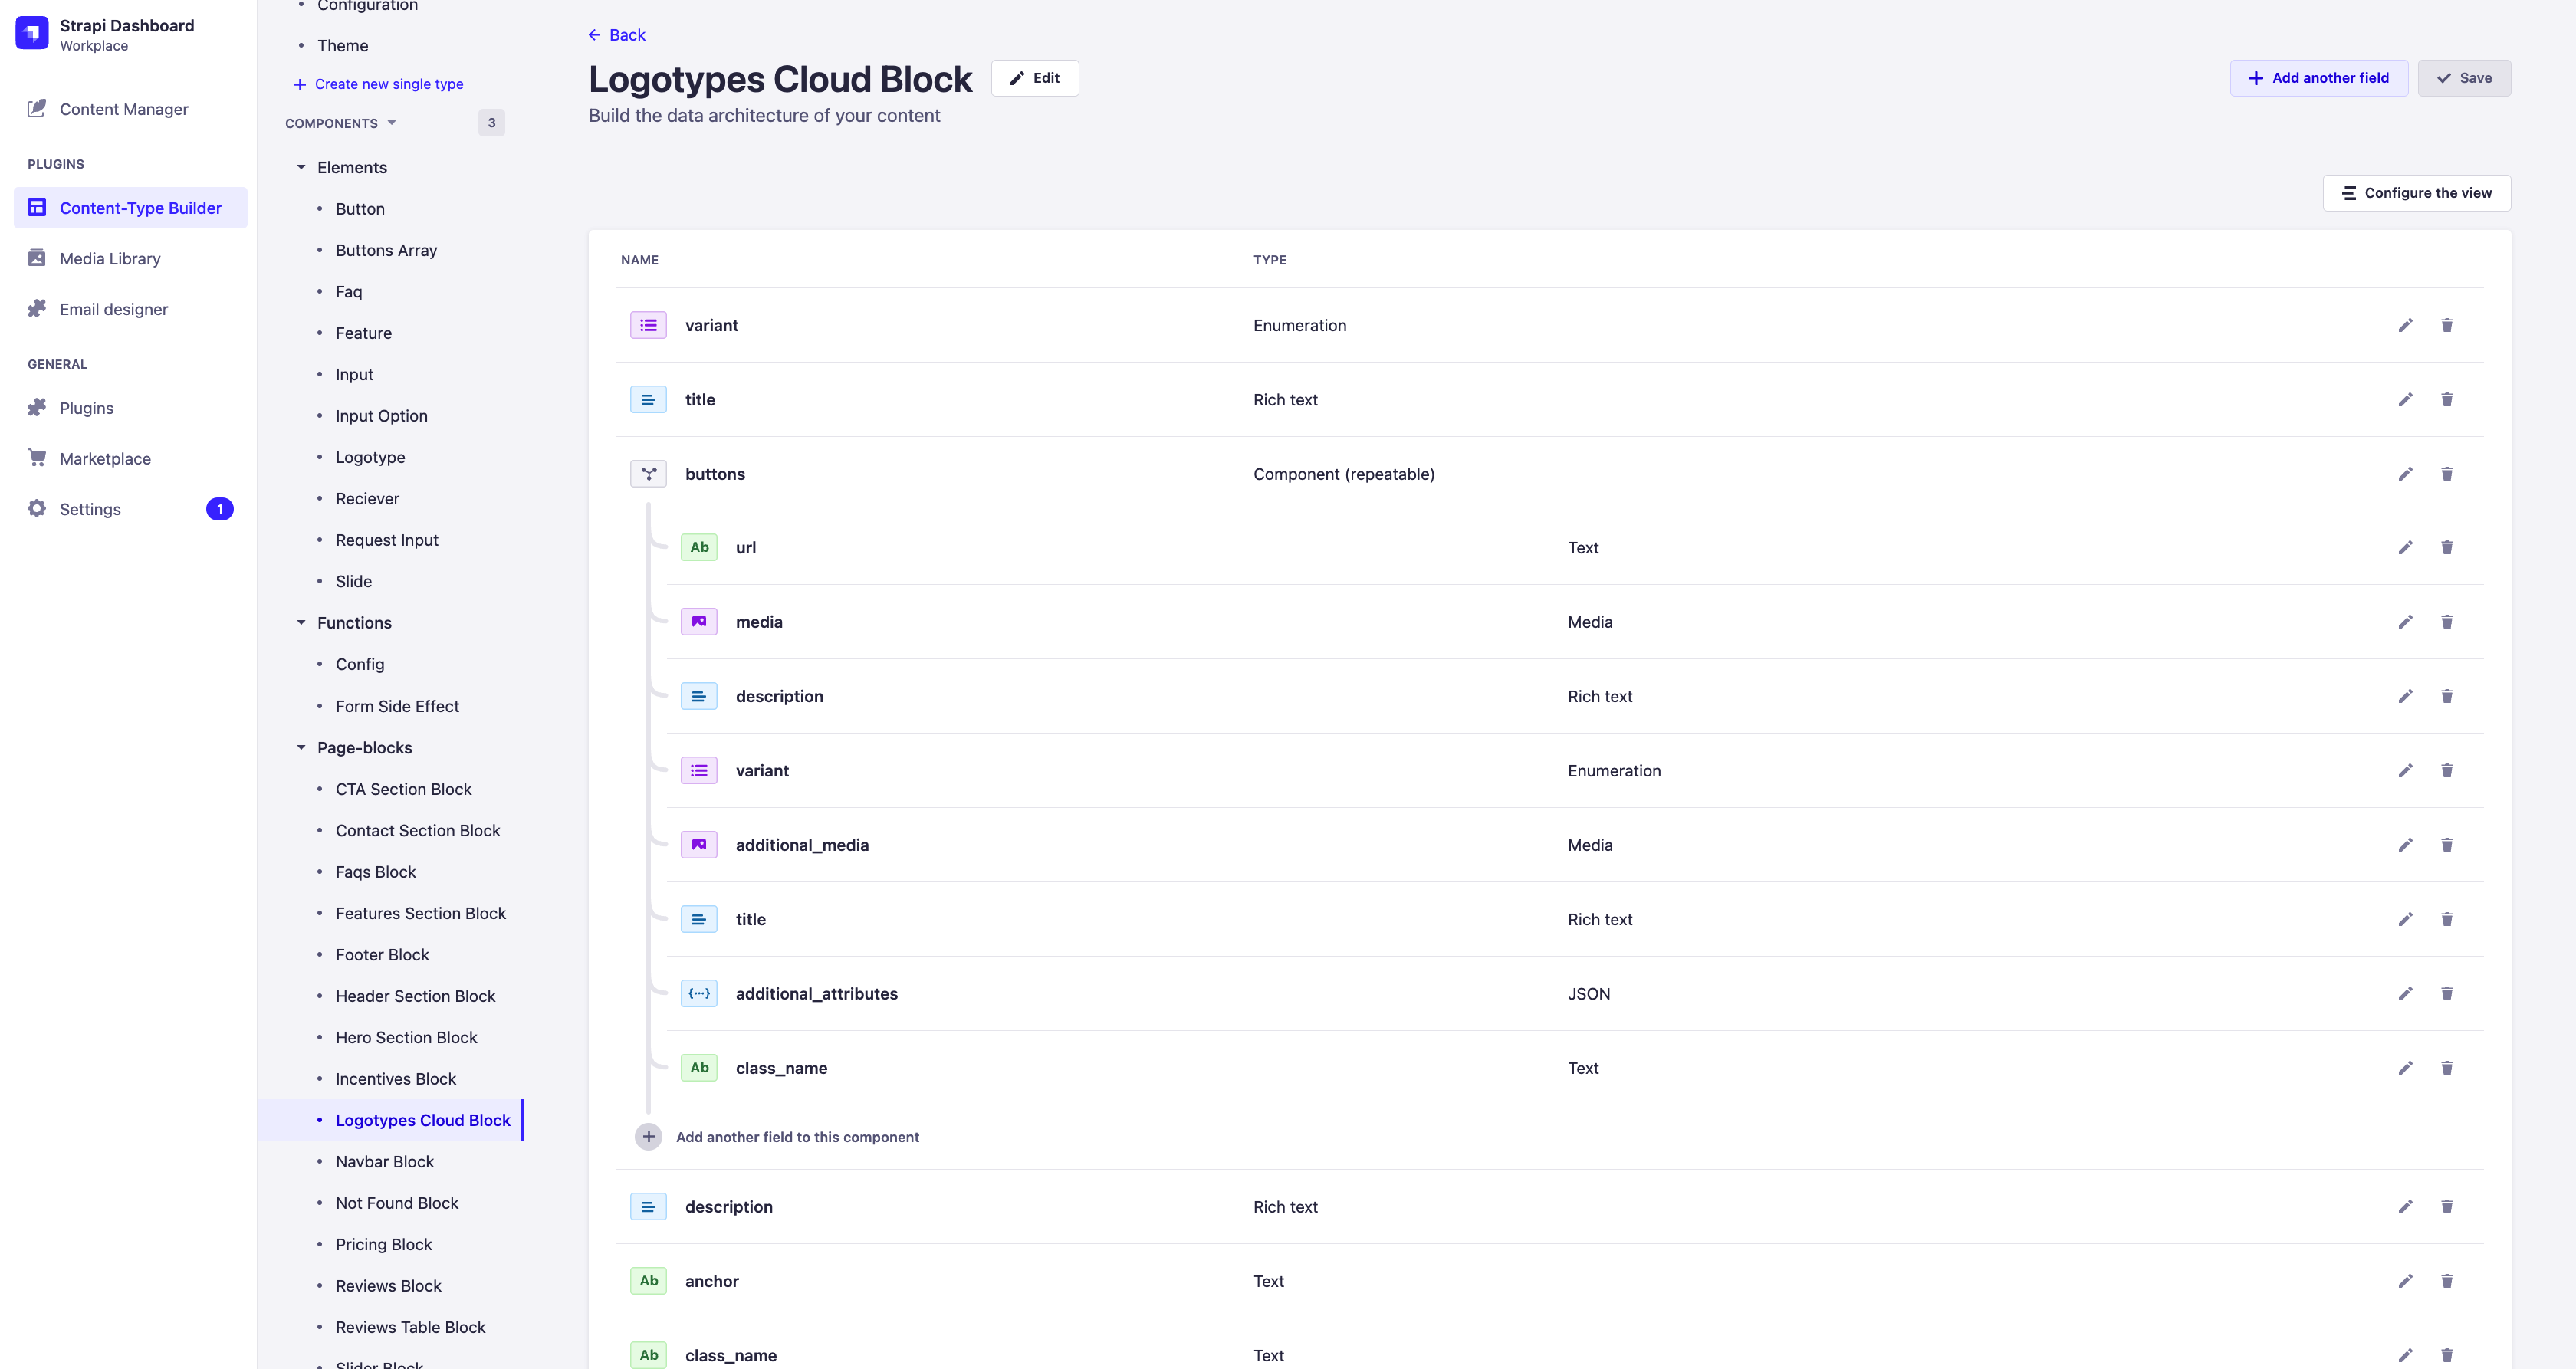 Strapi Dashboard
Workplace
Content Manager
PLUGINS
Content-Type Builder
Media Library
Email designer
GENERAL
Plugins
Marketplace
Settings
1
Configuration
Theme
Create new single type
COMPONENTS
3
Elements
Button
Buttons Array
Faq
Feature
Input
Input Option
Logotype
Reciever
Request Input
Slide
Functions
Config
Form Side Effect
Page-blocks
CTA Section Block
Contact Section Block
Faqs Block
Features Section Block
Footer Block
Header Section Block
Hero Section Block
Incentives Block
Logotypes Cloud Block
Navbar Block
Not Found Block
Pricing Block
Reviews Block
Reviews Table Block
Slider Block
Back
Logotypes Cloud Block
Edit
Build the data architecture of your content
Add another field
Save
Configure the view
NAME TYPE
variant Enumeration
title Rich text
buttons Component (repeatable)
Ab url Text
media Media
description Rich text
variant Enumeration
additional_media Media
title Rich text
{···} additional_attributes JSON
Ab class_name Text
Add another field to this component
description Rich text
Ab anchor Text
Ab class_name Text